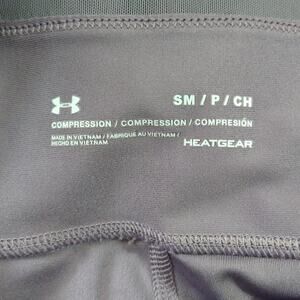 SM / P / CH
COMPRESSION / COMPRESSION / COMPRESIÓN
MADE IN VIETNAM / FABRIQUÉ AU VIETNAM /
HECHO EN VIETNAM
HEATGEAR